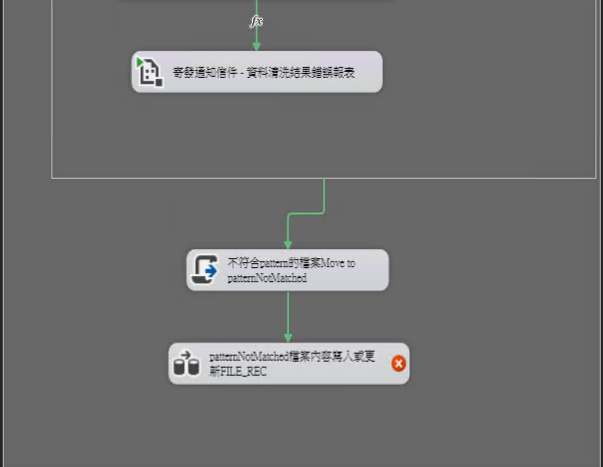 fx
寄發通知信件 - 資料清洗結果錯誤報表
不符合pattern的檔案Move to
patternNotMatched
patternNotMatched檔案內容寫入或更
新FILE_REC